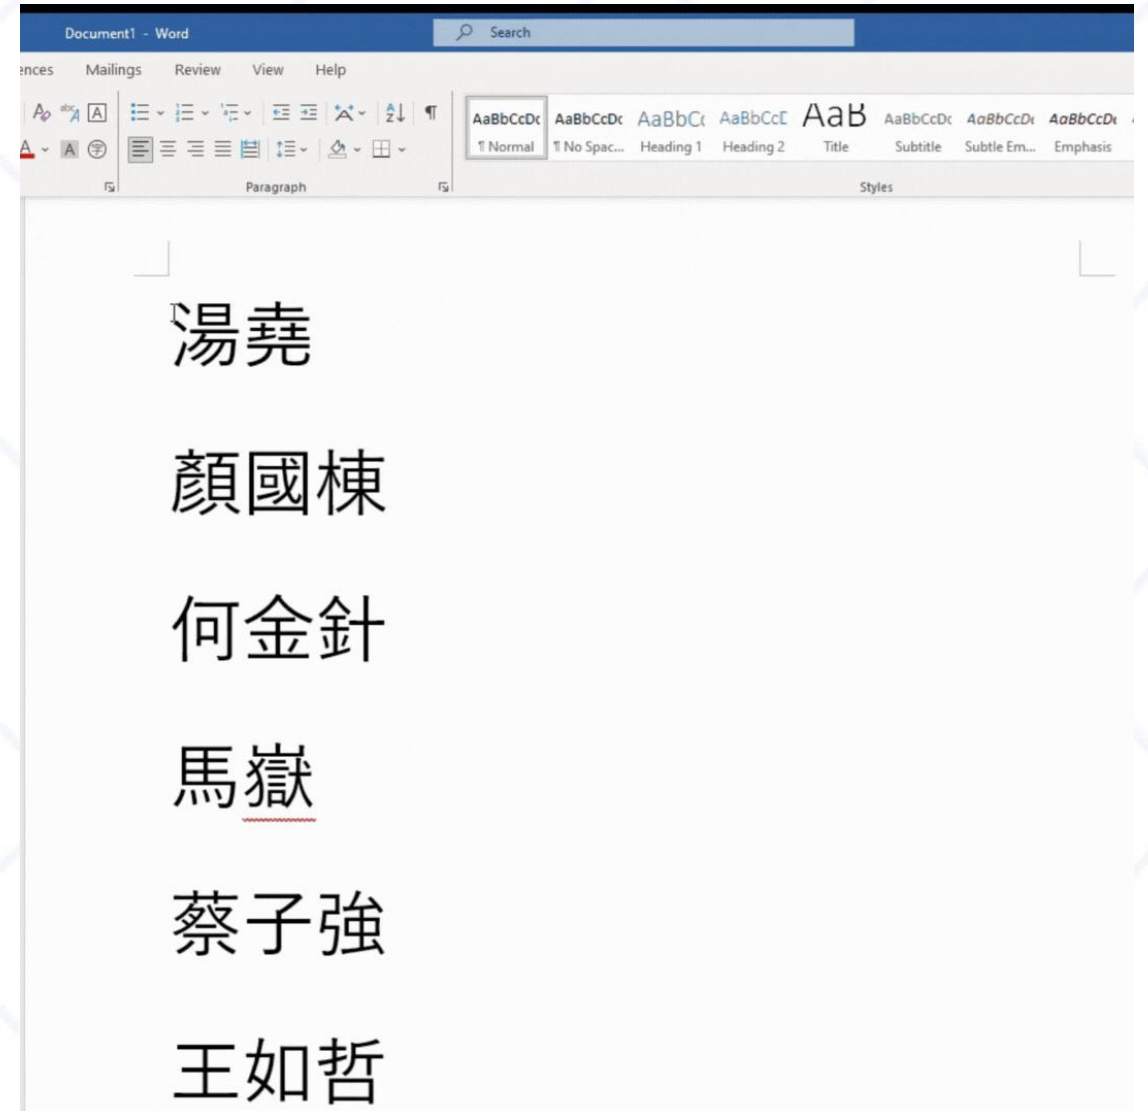 Document1 - Word
Search
ences Mailings Review View Help
AaBbCcDc AaBbCcDc AaBbCc AaBbCcE AaB AaBbCcDc AaBbCcDc AaBbCcDc
¶ Normal ¶ No Spac... Heading 1 Heading 2 Title Subtitle Subtle Em... Emphasis
Paragraph Styles
湯堯
顏國棟
何金針
馬嶽
蔡子強
王如哲